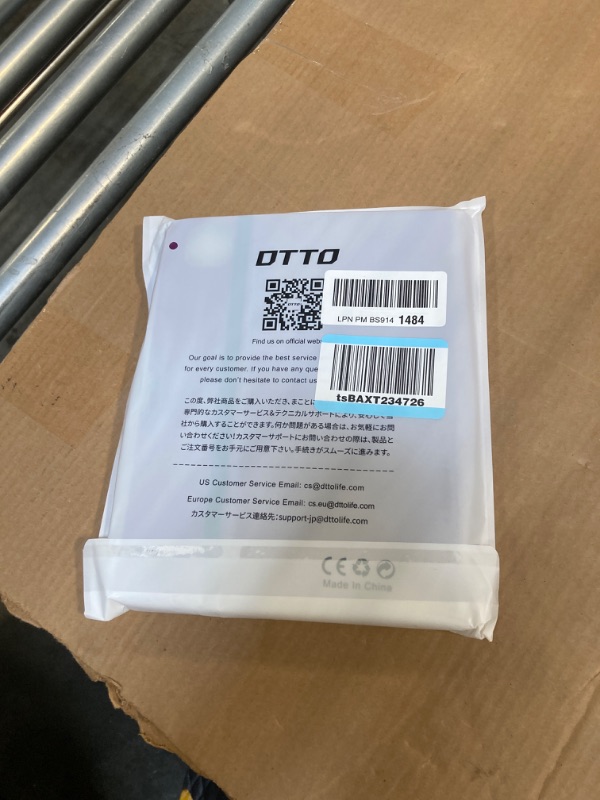 DTTO
DTTO
LPN PM BS914 1484
Find us on official
tsBAXT234726
Our goal is to provide the best service
for every customer. If you have any
please don't hesitate to contact us
この度、弊社商品をご購入いただき、まことに
専門的なカスタマーサービス&テクニカルサポートにより、安心して
社から購入することができます。何か問題がある場合は、お気軽にお問
い合わせください!カスタマーサポートにお問い合わせの際は、製品と
ご注文番号をお手元にご用意下さい。手続きがスムーズに進みます。
US Customer Service Email: cs@dttolife.com
Europe Customer Service Email: cs.eu@dttolife.com
カスタマーサービス連絡先:support-jp@dttolife.com
CE
Made In China